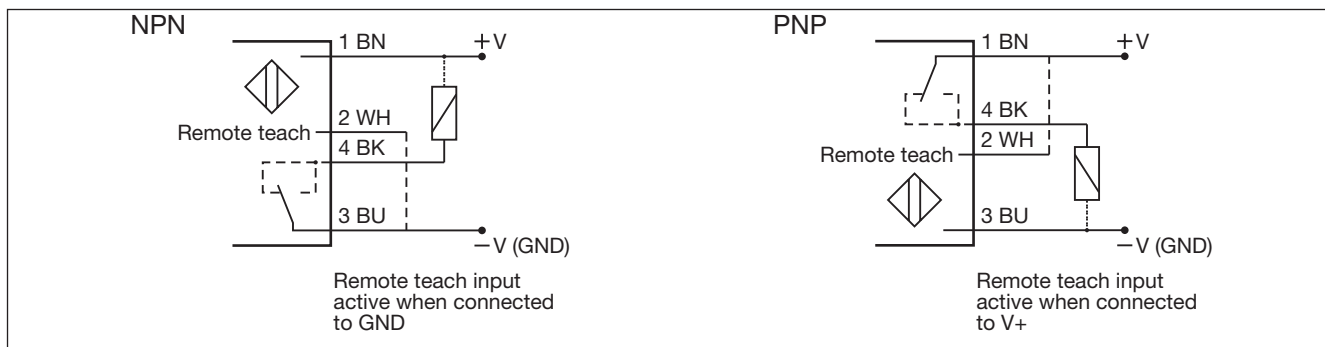 NPN
1 BN
+V
2 WH
Remote teach
4 BK
3 BU
−V (GND)
Remote teach input
active when connected
to GND
PNP
1 BN
+V
4 BK
2 WH
Remote teach
3 BU
−V (GND)
Remote teach input
active when connected
to V+